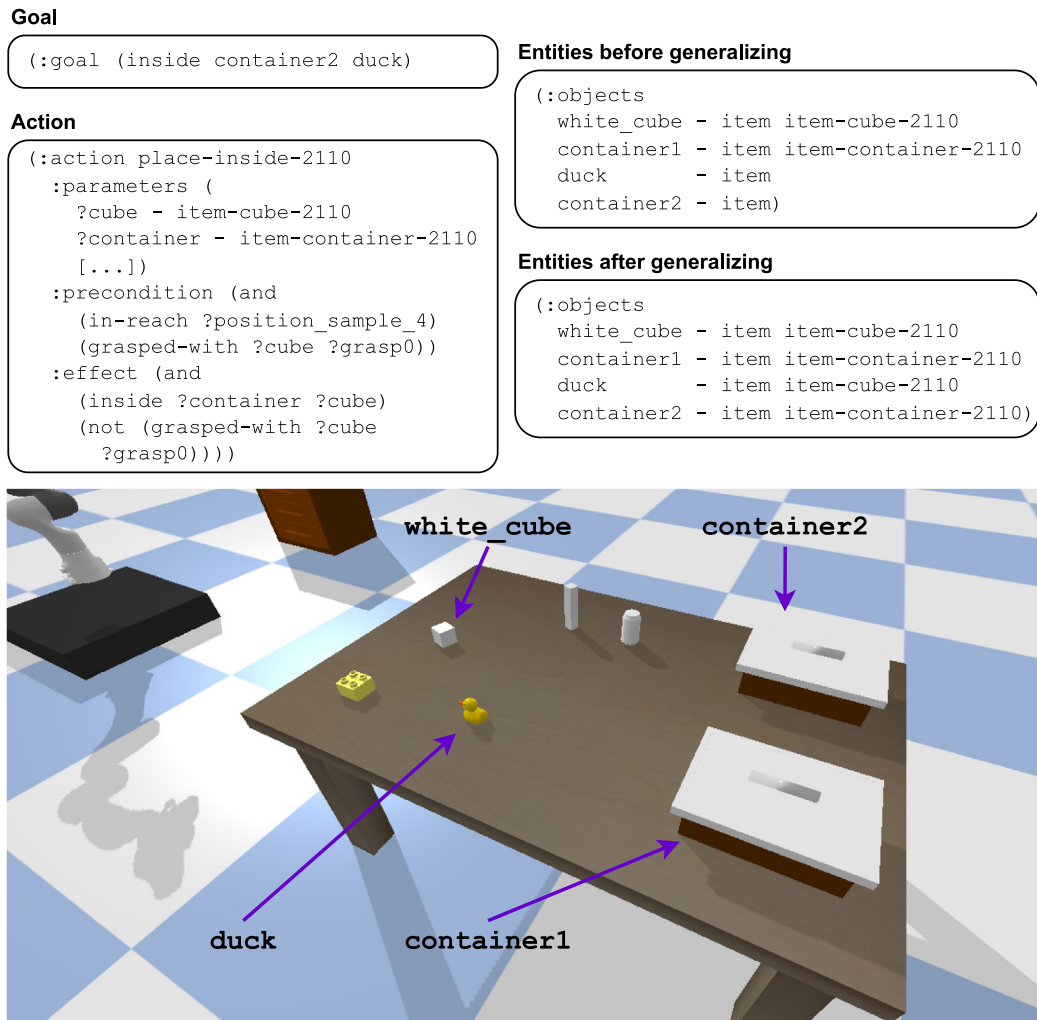 Goal
(:goal (inside container2 duck)
Action
(:action place-inside-2110
:parameters (
?cube - item-cube-2110
?container - item-container-2110
[...])
:precondition (and
(in-reach ?position_sample_4)
(grasped-with ?cube ?grasp0))
:effect (and
(inside ?container ?cube)
(not (grasped-with ?cube
?grasp0))))
Entities before generalizing
(:objects
white_cube - item item-cube-2110
container1 - item item-container-2110
duck - item
container2 - item)
Entities after generalizing
(:objects
white_cube - item item-cube-2110
container1 - item item-container-2110
duck - item item-cube-2110
container2 - item item-container-2110)
white_cube
container2
duck
container1